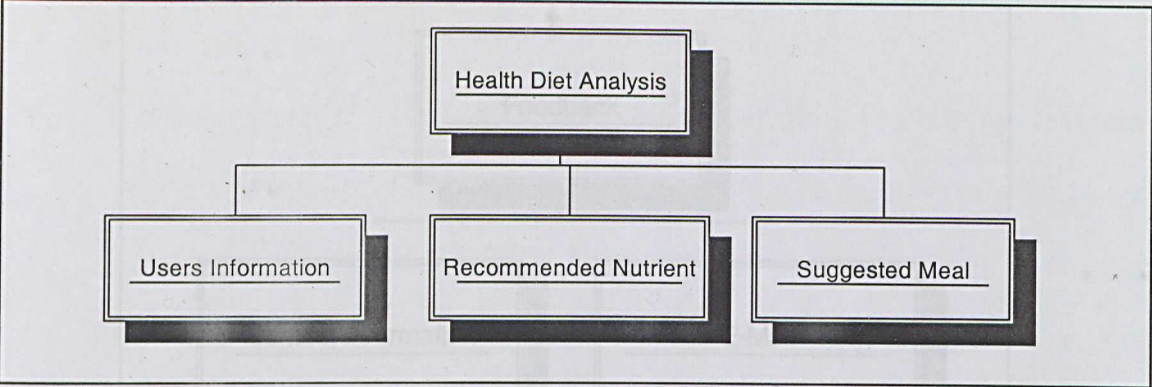 Health Diet Analysis
Users Information
Recommended Nutrient
Suggested Meal